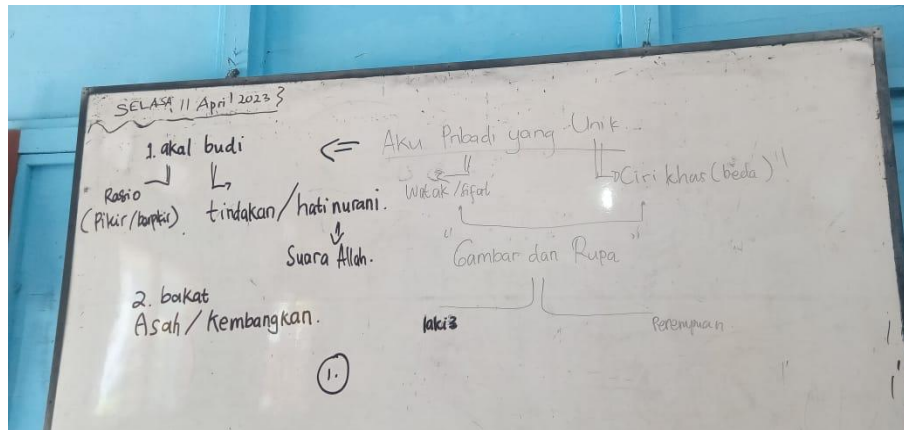 SELASA, 11 April 2023
Aku Pribadi yang Unik
1. akal budi
Watak/sifat
Ciri khas (beda)
Rasio
(Pikir/berpikir)
tindakan/hati nurani.
Suara Allah.
"Gambar dan Rupa"
2. bakat
Asah/Kembangkan.
laki2
Perempuan
1.